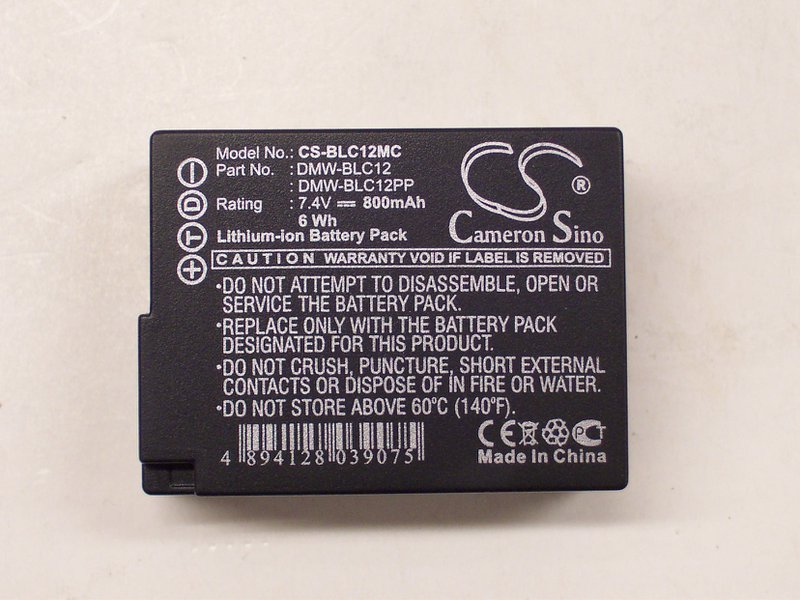 Model No.: CS-BLC12MC
Part No. : DMW-BLC12
: DMW-BLC12PP
Rating : 7.4V 800mAh
6 Wh
Lithium-ion Battery Pack
CS ®
Cameron Sino
- D T +
CAUTION WARRANTY VOID IF LABEL IS REMOVED
•DO NOT ATTEMPT TO DISASSEMBLE, OPEN OR
SERVICE THE BATTERY PACK.
•REPLACE ONLY WITH THE BATTERY PACK
DESIGNATED FOR THIS PRODUCT.
•DO NOT CRUSH, PUNCTURE, SHORT EXTERNAL
CONTACTS OR DISPOSE OF IN FIRE OR WATER.
•DO NOT STORE ABOVE 60°C (140°F).
4 894128 039075
CE PCT
Made In China